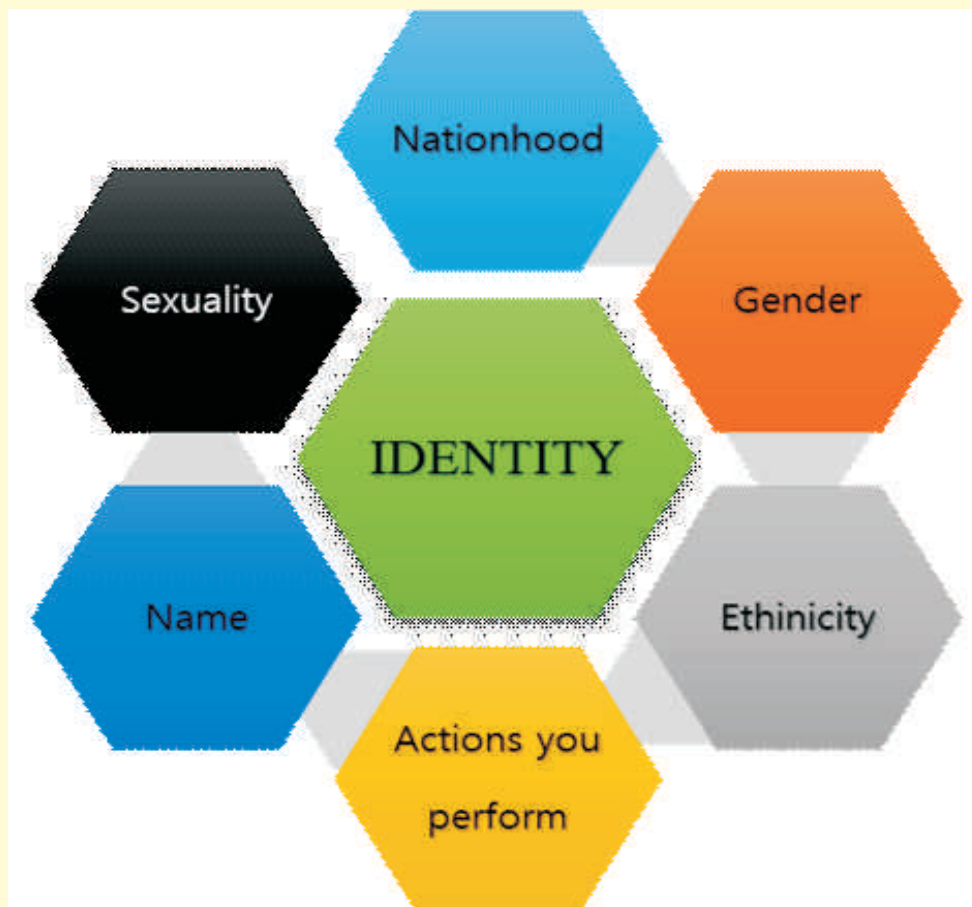 Nationhood
Sexuality
Gender
IDENTITY
Name
Ethinicity
Actions you
perform